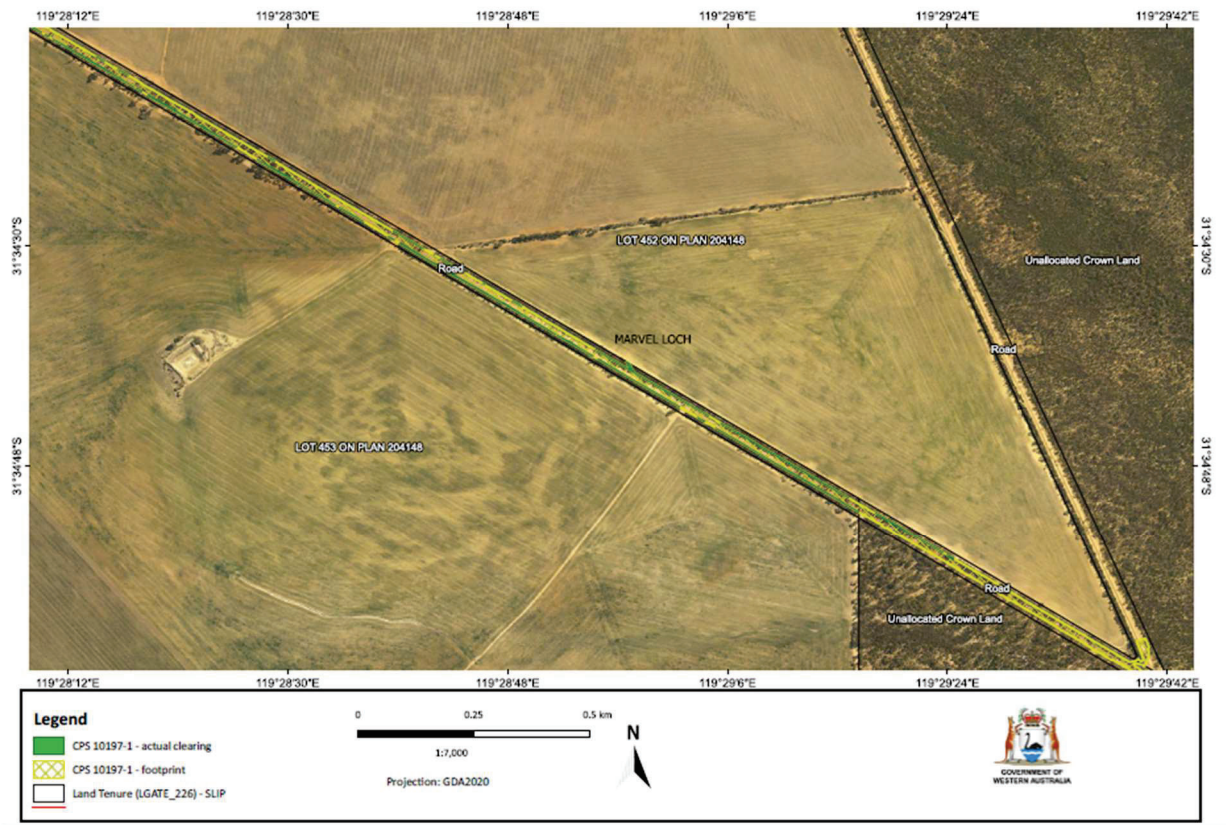 119°28'12"E 119°28'30"E 119°28'48"E 119°29'6"E 119°29'24"E 119°29'42"E
31°34'30"S
31°34'30"S
LOT 452 ON PLAN 204148
Unallocated Crown Land
Road
MARVEL LOCH
Road
LOT 453 ON PLAN 204148
31°34'48"S
31°34'48"S
Road
Unallocated Crown Land
119°28'12"E 119°28'30"E 119°28'48"E 119°29'6"E 119°29'24"E 119°29'42"E
Legend
CPS 10197-1 - actual clearing
CPS 10197-1 - footprint
Land Tenure (LGATE_226) - SLIP
0 0.25 0.5 km
1:7,000
Projection: GDA2020
N
GOVERNMENT OF
WESTERN AUSTRALIA